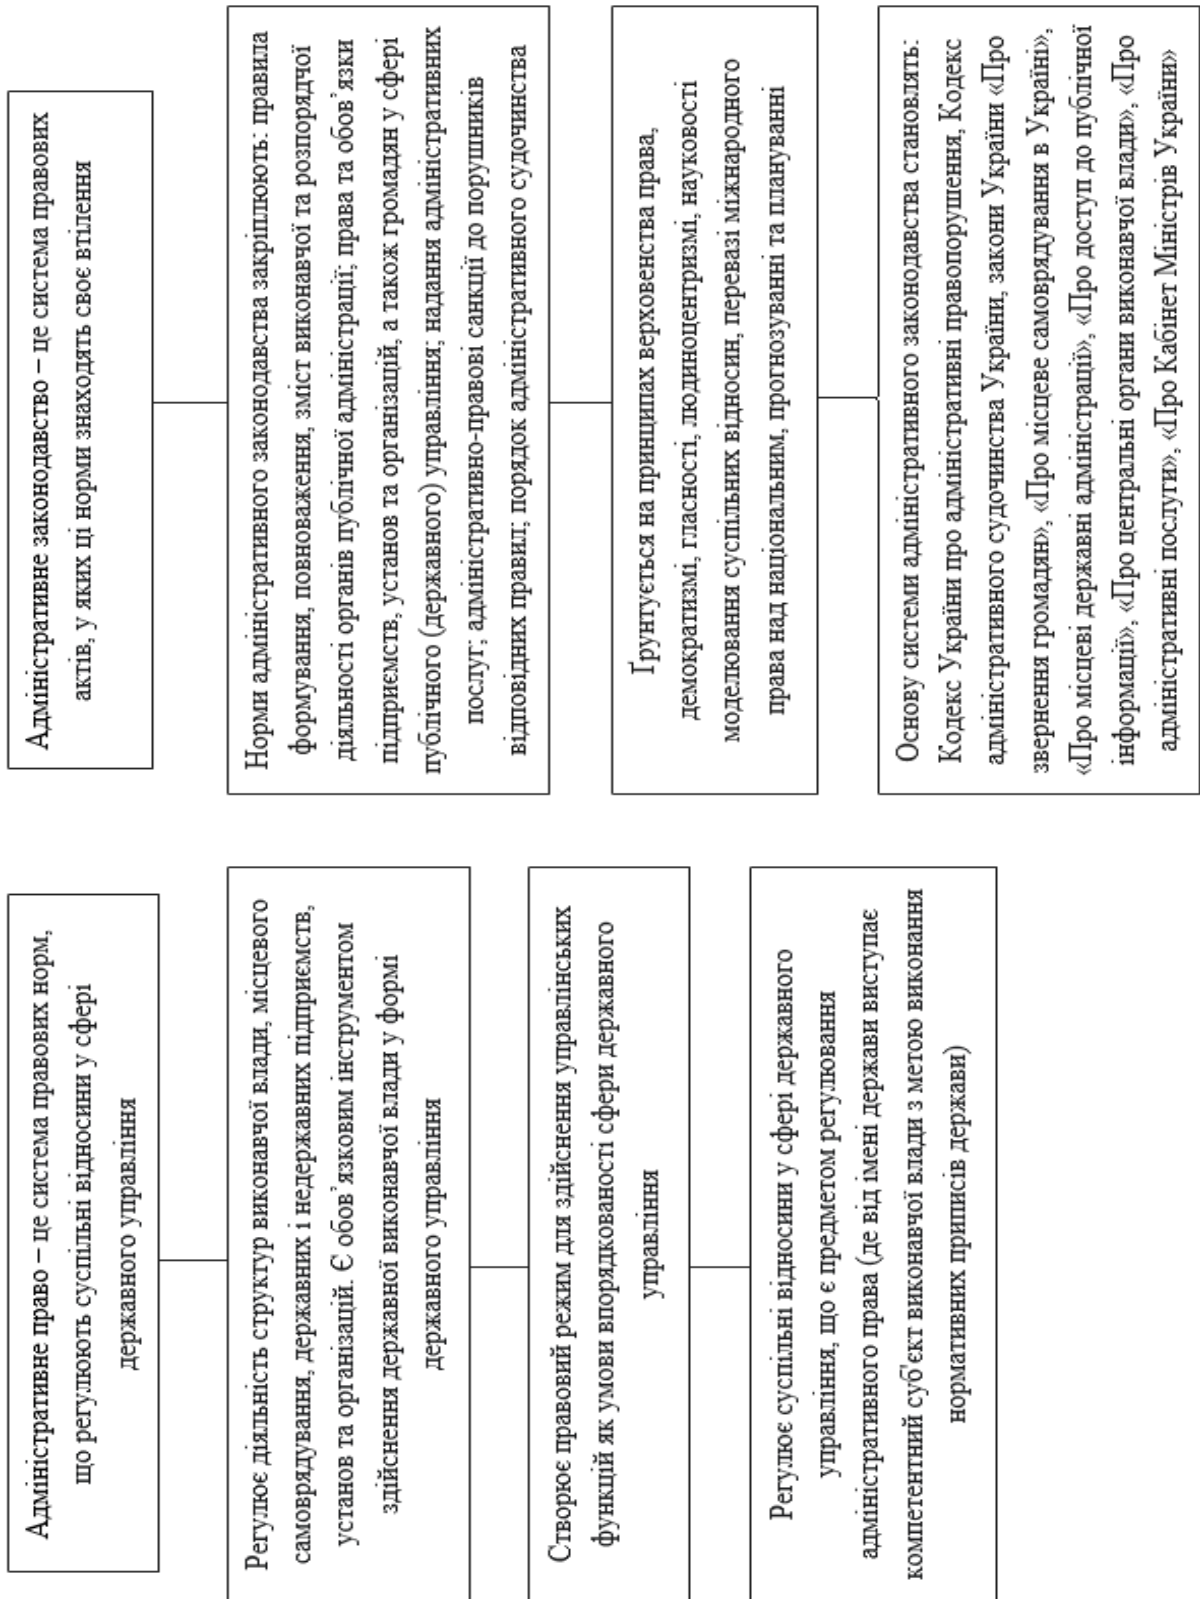 Адміністративне право – це система правових норм,
що регулюють суспільні відносини у сфері
державного управління
Регулює діяльність структур виконавчої влади, місцевого
самоврядування, державних і недержавних підприємств,
установ та організацій. Є обов’язковим інструментом
здійснення державної виконавчої влади у формі
державного управління
Створює правовий режим для здійснення управлінських
функцій як умови впорядкованості сфери державного
управління
Регулює суспільні відносини у сфері державного
управління, що є предметом регулювання
адміністративного права (де від імені держави виступає
компетентний суб'єкт виконавчої влади з метою виконання
нормативних приписів держави)
Адміністративне законодавство – це система правових
актів, у яких ці норми знаходять своє втілення
Норми адміністративного законодавства закріплюють: правила
формування, повноваження, зміст виконавчої та розпорядчої
діяльності органів публічної адміністрації; права та обов’язки
підприємств, установ та організацій, а також громадян у сфері
публічного (державного) управління; надання адміністративних
послуг; адміністративно-правові санкції до порушників
відповідних правил; порядок адміністративного судочинства
Ґрунтується на принципах верховенства права,
демократизмі, гласності, людиноцентризмі, науковості
моделювання суспільних відносин, перевазі міжнародного
права над національним, прогнозуванні та плануванні
Основу системи адміністративного законодавства становлять:
Кодекс України про адміністративні правопорушення, Кодекс
адміністративного судочинства України, закони України «Про
звернення громадян», «Про місцеве самоврядування в Україні»,
«Про місцеві державні адміністрації», «Про доступ до публічної
інформації», «Про центральні органи виконавчої влади», «Про
адміністративні послуги», «Про Кабінет Міністрів України»